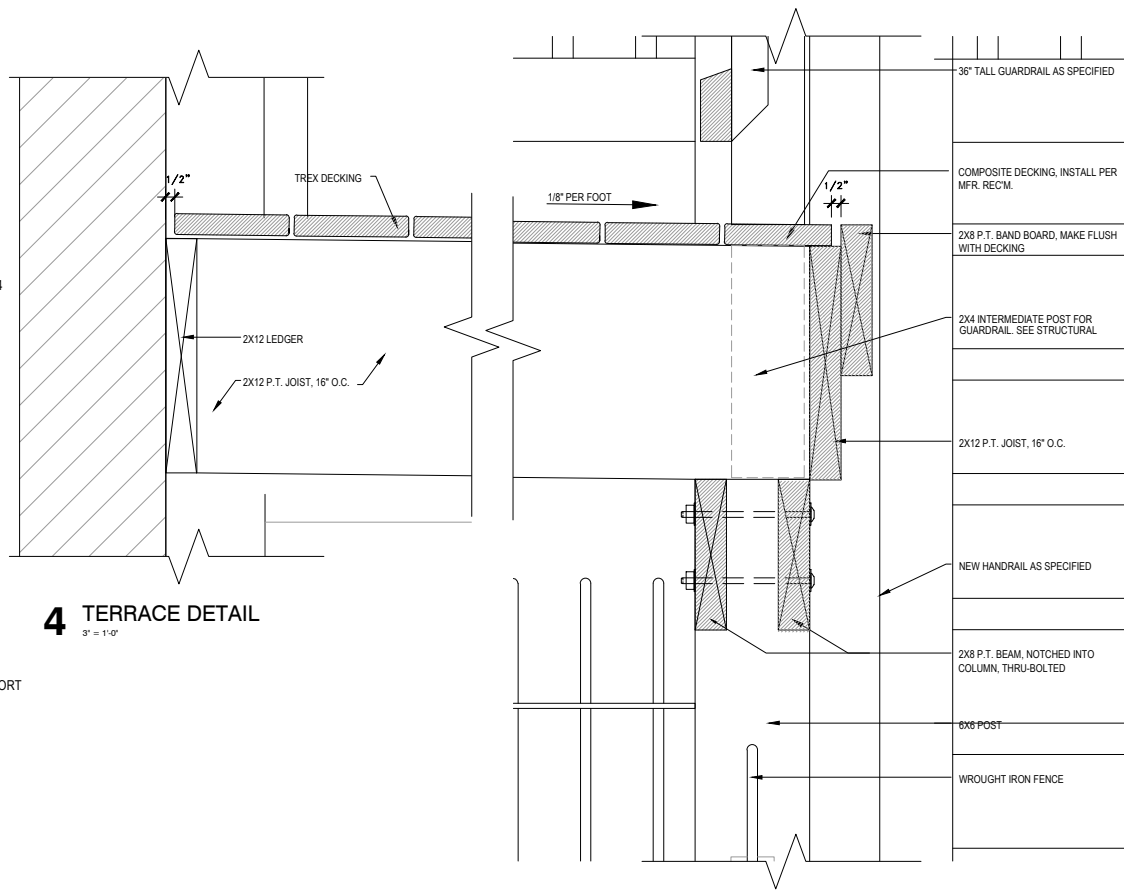 36" TALL GUARDRAIL AS SPECIFIED
1/2"
TREX DECKING
1/8" PER FOOT
1/2"
COMPOSITE DECKING, INSTALL PER
MFR. REC'M.
2X8 P.T. BAND BOARD, MAKE FLUSH
WITH DECKING
4
2X12 LEDGER
2X4 INTERMEDIATE POST FOR
GUARDRAIL. SEE STRUCTURAL
2X12 P.T. JOIST, 16" O.C.
2X12 P.T. JOIST, 16" O.C.
NEW HANDRAIL AS SPECIFIED
4 TERRACE DETAIL
3" = 1'-0"
2X8 P.T. BEAM, NOTCHED INTO
COLUMN, THRU-BOLTED
ORT
6X6 POST
WROUGHT IRON FENCE